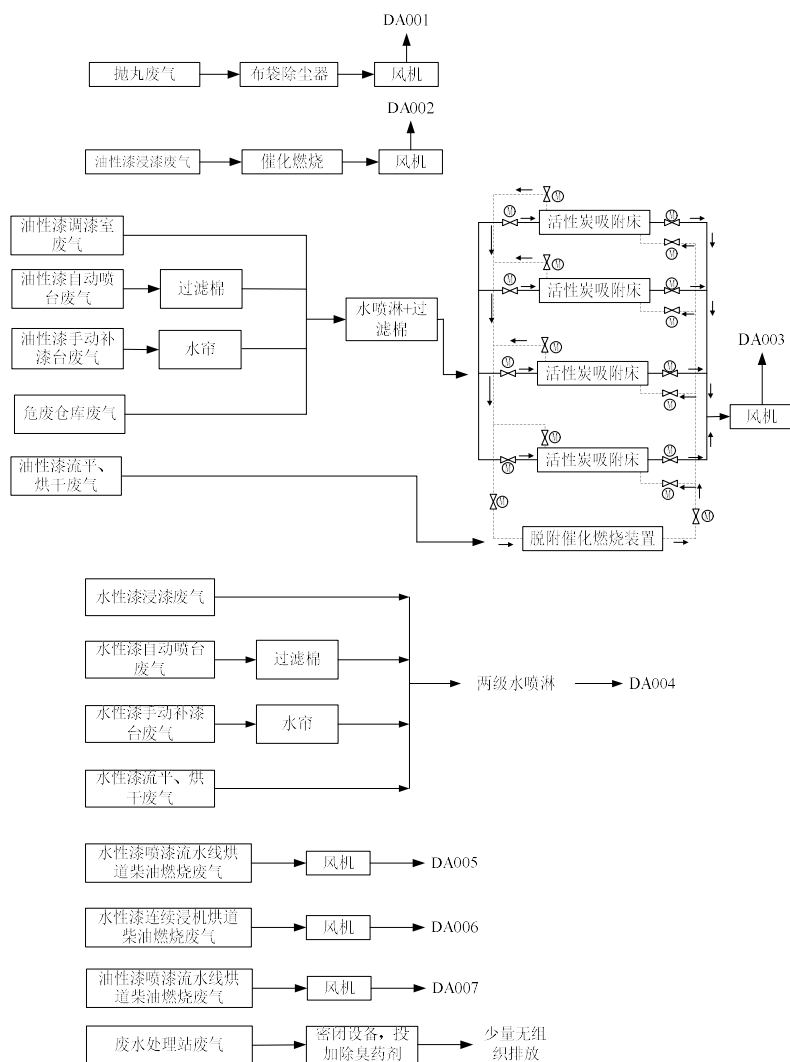 DA001
抛丸废气
布袋除尘器
风机
DA002
油性漆浸漆废气
催化燃烧
风机
油性漆调漆室
废气
油性漆自动喷
台废气
过滤棉
油性漆手动补
漆台废气
水帘
危废仓库废气
水喷淋+过
滤棉
油性漆流平、
烘干废气
M
M
活性炭吸附床
M
M
M
M
活性炭吸附床
M
M
M
M
活性炭吸附床
M
M
M
M
活性炭吸附床
M
M
M
M
脱附催化燃烧装置
DA003
风机
水性漆浸漆废气
水性漆自动喷台
废气
过滤棉
水性漆手动补漆
台废气
水帘
水性漆流平、烘
干废气
两级水喷淋
DA004
水性漆喷漆流水线烘
道柴油燃烧废气
风机
DA005
水性漆连续浸机烘道
柴油燃烧废气
风机
DA006
油性漆喷漆流水线烘
道柴油燃烧废气
风机
DA007
废水处理站废气
密闭设备，投
加除臭药剂
少量无组
织排放